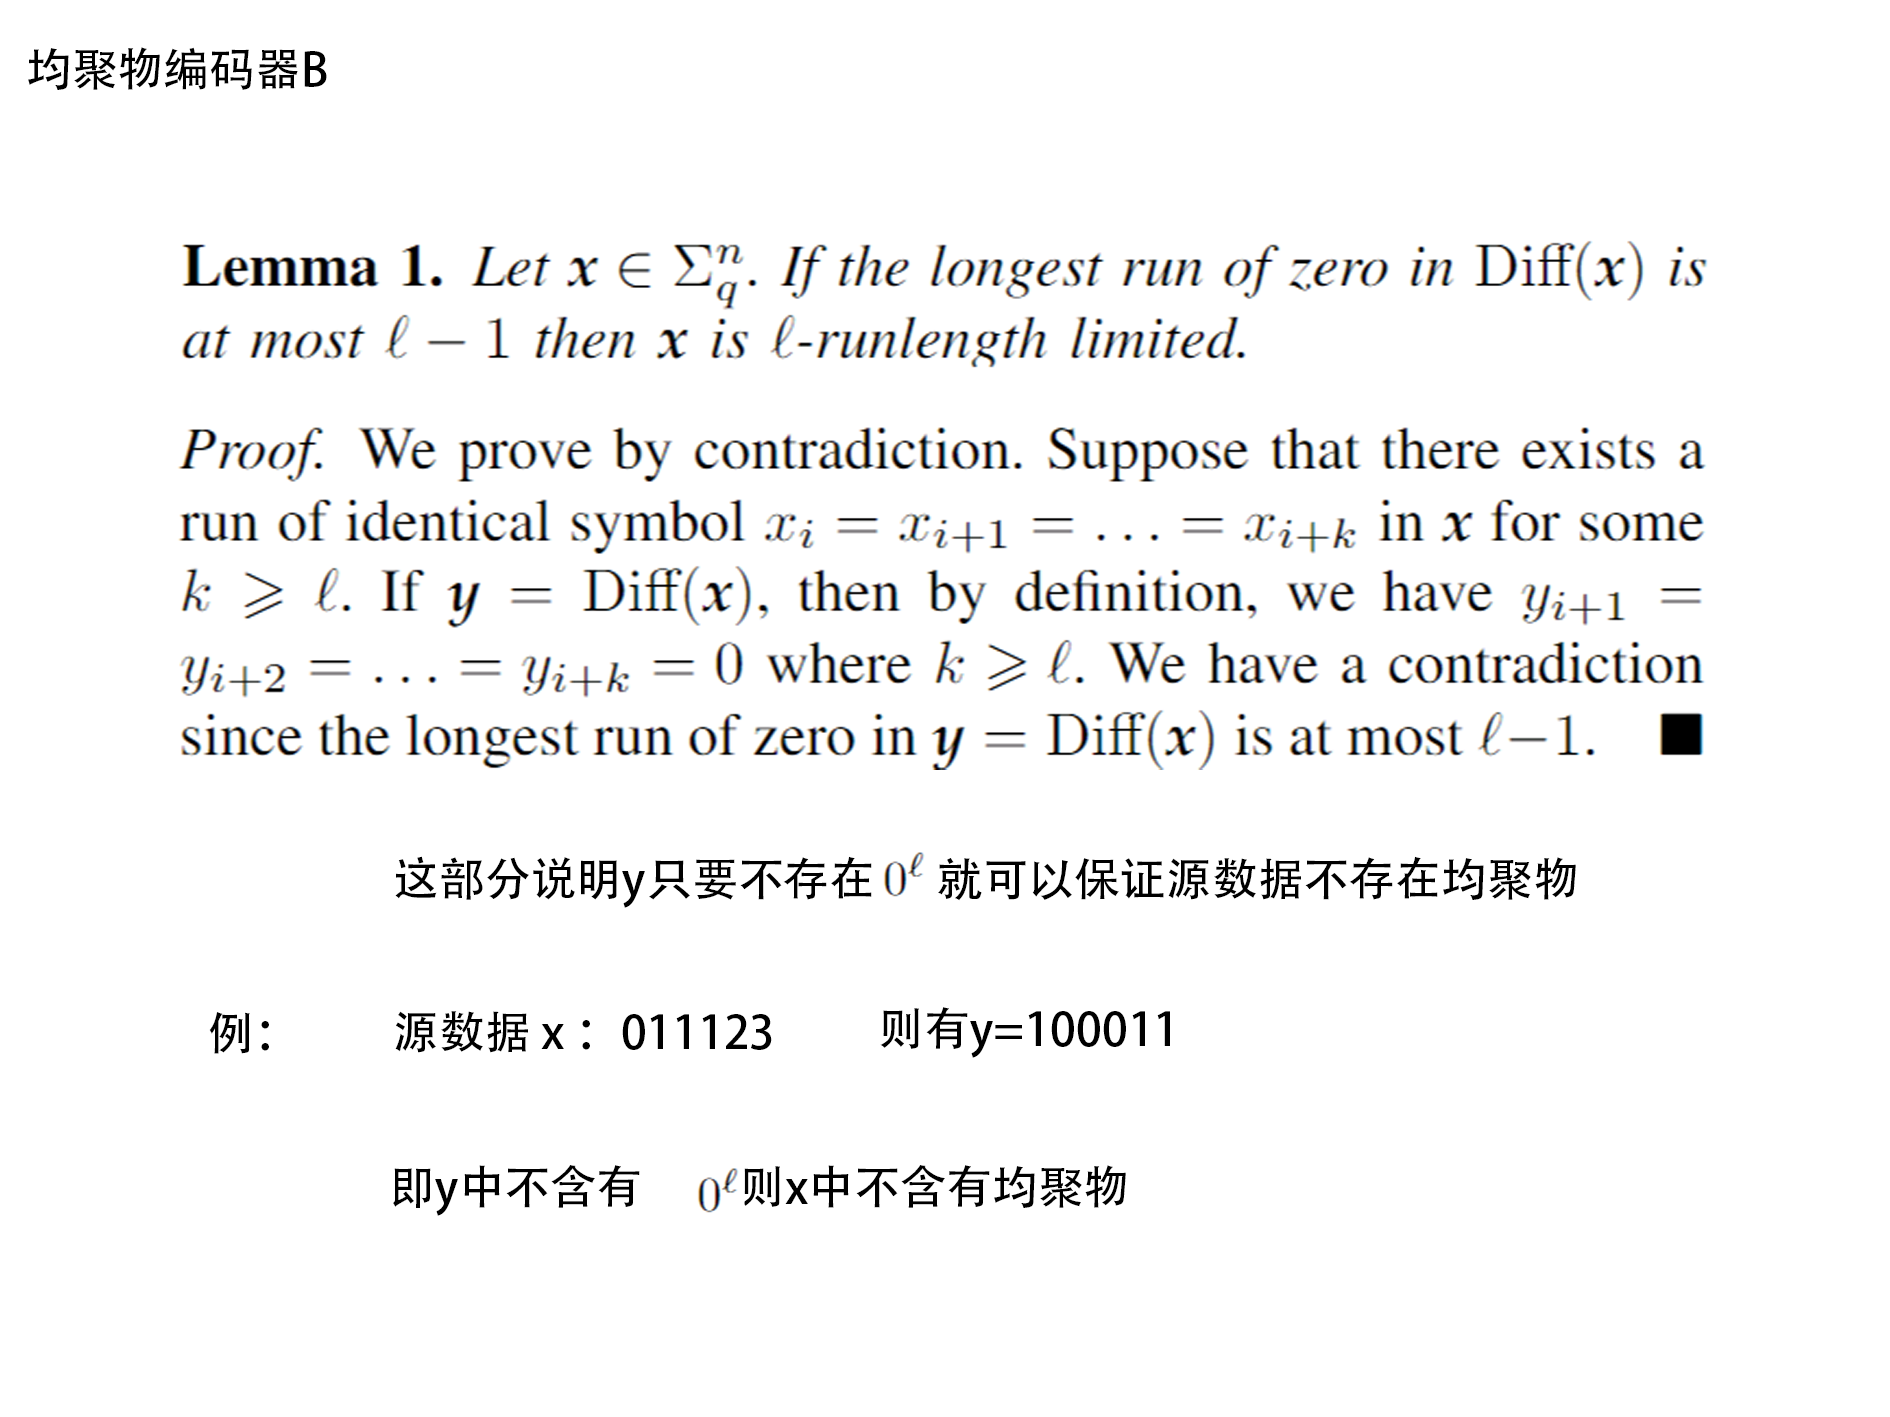 均聚物编码器B
Lemma 1. Let x ∈ Σ_q^n. If the longest run of zero in Diff(x) is
at most ℓ − 1 then x is ℓ-runlength limited.
Proof. We prove by contradiction. Suppose that there exists a
run of identical symbol x_i = x_{i+1} = … = x_{i+k} in x for some
k ⩾ ℓ. If y = Diff(x), then by definition, we have y_{i+1} =
y_{i+2} = … = y_{i+k} = 0 where k ⩾ ℓ. We have a contradiction
since the longest run of zero in y = Diff(x) is at most ℓ−1. ■
这部分说明y只要不存在 0^ℓ 就可以保证源数据不存在均聚物
例： 源数据 x ：011123 则有y=100011
即y中不含有 0^ℓ则x中不含有均聚物